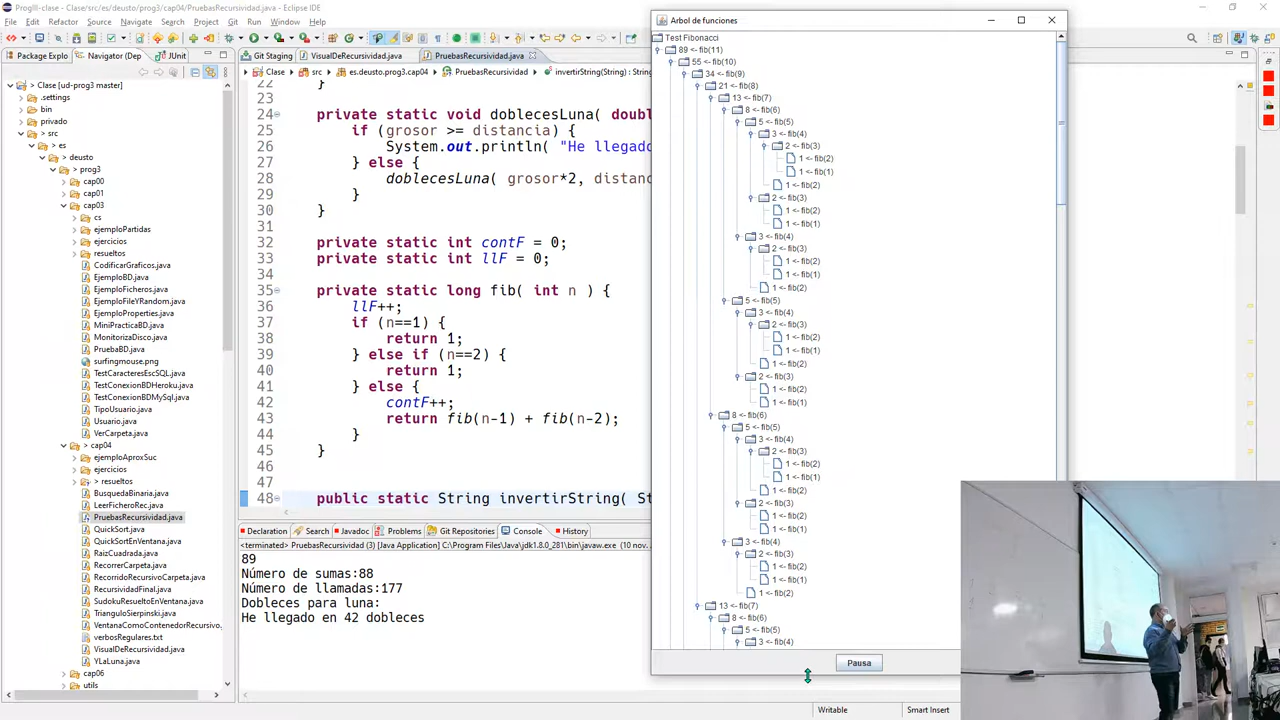 ProgIII-clase - Clase/src/es/deusto/prog3/cap04/PruebasRecursividad.java - Eclipse IDE
File Edit Refactor Source Navigate Search Project Git Run Window Help
Package Explo
Navigator (Dep
JUnit
Clase [ud-prog3 master]
.settings
bin
privado
> src
> es
> deusto
> prog3
cap00
cap01
cap03
cs
ejemploPartidas
ejercicios
resueltos
CodificarGraficos.java
EjemploBD.java
EjemploFicheros.java
EjemploFileYRandom.java
EjemploProperties.java
MiniPracticaBD.java
MonitorizaDisco.java
PruebaBD.java
surfingmouse.png
TestCaracteresEscSQL.java
TestConexionBDHeroku.java
TestConexionBDMySql.java
TipoUsuario.java
Usuario.java
VerCarpeta.java
> cap04
ejemploAproxSuc
ejercicios
> resueltos
BusquedaBinaria.java
LeerFicheroRec.java
PruebasRecursividad.java
QuickSort.java
QuickSortEnVentana.java
RaizCuadrada.java
RecorrerCarpeta.java
RecorridoRecursivoCarpeta.java
RecursividadFinal.java
SudokuResueltoEnVentana.java
TrianguloSierpinski.java
VentanaComoContenedorRecursivo.
verbosRegulares.txt
VisualDeRecursividad.java
YLaLuna.java
cap06
utils
Git Staging
VisualDeRecursividad.java
PruebasRecursividad.java
Clase
src
es.deusto.prog3.cap04
PruebasRecursividad
invertirString(String) : String
22 }
23
24 private static void doblecesLuna( doubl
25 if (grosor >= distancia) {
26 System.out.println( "He llegado
27 } else {
28 doblecesLuna( grosor*2, distanc
29 }
30 }
31
32 private static int contF = 0;
33 private static int llF = 0;
34
35 private static long fib( int n ) {
36 llF++;
37 if (n==1) {
38 return 1;
39 } else if (n==2) {
40 return 1;
41 } else {
42 contF++;
43 return fib(n-1) + fib(n-2);
44 }
45 }
46
47
48 public static String invertirString( St
Declaration
Search
Javadoc
Problems
Git Repositories
Console
History
<terminated> PruebasRecursividad (3) [Java Application] C:\Program Files\Java\jdk1.8.0_281\bin\javaw.exe (10 nov.
89
Número de sumas:88
Número de llamadas:177
Dobleces para luna:
He llegado en 42 dobleces
Arbol de funciones
Test Fibonacci
89 <- fib(11)
55 <- fib(10)
34 <- fib(9)
21 <- fib(8)
13 <- fib(7)
8 <- fib(6)
5 <- fib(5)
3 <- fib(4)
2 <- fib(3)
1 <- fib(2)
1 <- fib(1)
1 <- fib(2)
2 <- fib(3)
1 <- fib(2)
1 <- fib(1)
3 <- fib(4)
2 <- fib(3)
1 <- fib(2)
1 <- fib(1)
1 <- fib(2)
5 <- fib(5)
3 <- fib(4)
2 <- fib(3)
1 <- fib(2)
1 <- fib(1)
1 <- fib(2)
2 <- fib(3)
1 <- fib(2)
1 <- fib(1)
8 <- fib(6)
5 <- fib(5)
3 <- fib(4)
2 <- fib(3)
1 <- fib(2)
1 <- fib(1)
1 <- fib(2)
2 <- fib(3)
1 <- fib(2)
1 <- fib(1)
3 <- fib(4)
2 <- fib(3)
1 <- fib(2)
1 <- fib(1)
1 <- fib(2)
13 <- fib(7)
8 <- fib(6)
5 <- fib(5)
3 <- fib(4)
Pausa
Writable
Smart Insert